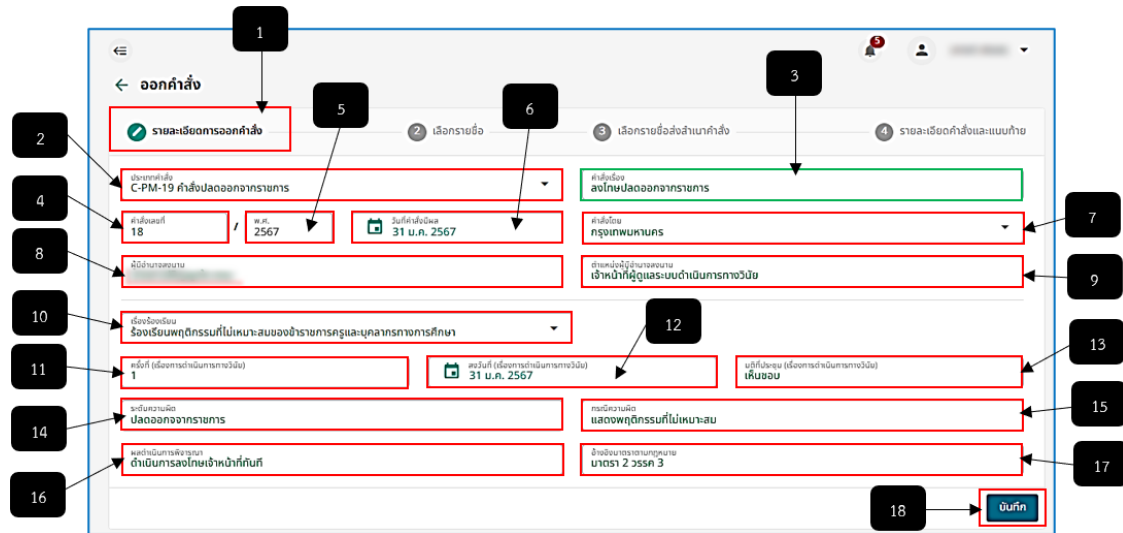 1
5
ออกคำสั่ง
3
5
6
2
รายละเอียดการออกคำสั่ง
2 เลือกรายชื่อ
3 เลือกรายชื่อส่งสำเนาคำสั่ง
4 รายละเอียดคำสั่งและแนบท้าย
ประเภทคำสั่ง
C-PM-19 คำสั่งปลดออกจากราชการ
คำสั่งเรื่อง
ลงโทษปลดออกจากราชการ
4
คำสั่งเลขที่
18
/
พ.ศ.
2567
วันที่คำสั่งมีผล
31 ม.ค. 2567
คำสั่งโดย
กรุงเทพมหานคร
7
8
ผู้มีอำนาจลงนาม
ตำแหน่งผู้มีอำนาจลงนาม
เจ้าหน้าที่ผู้ดูแลระบบดำเนินการทางวินัย
9
10
เรื่องร้องเรียน
ร้องเรียนพฤติกรรมที่ไม่เหมาะสมของข้าราชการครูและบุคลากรทางการศึกษา
12
11
ครั้งที่ (เรื่องการดำเนินการทางวินัย)
1
ลงวันที่ (เรื่องการดำเนินการทางวินัย)
31 ม.ค. 2567
มติที่ประชุม (เรื่องการดำเนินการทางวินัย)
เห็นชอบ
13
14
ระดับความผิด
ปลดออกจจากราชการ
กรณีความผิด
แสดงพฤติกรรมที่ไม่เหมาะสม
15
16
ผลดำเนินการพิจารณา
ดำเนินการลงโทษเจ้าหน้าที่ทันที
อ้างอิงมาตราตามกฎหมาย
มาตรา 2 วรรค 3
17
18
บันทึก